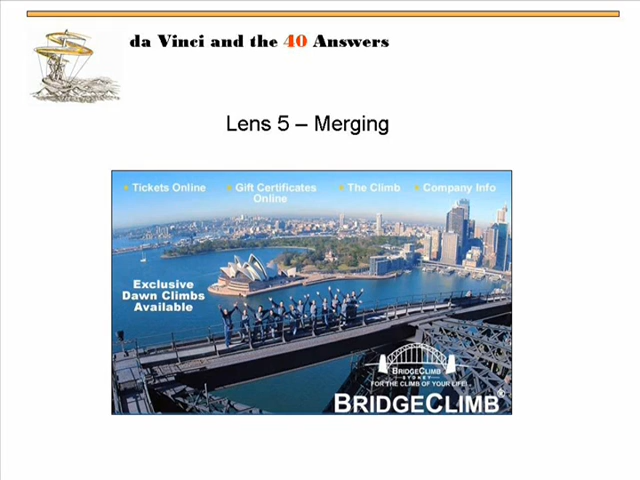 da Vinci and the 40 Answers
Lens 5 – Merging
Tickets Online
Gift Certificates
Online
The Climb
Company Info
Exclusive
Dawn Climbs
Available
BRIDGECLIMB
SYDNEY
FOR THE CLIMB OF YOUR LIFE!
BRIDGECLIMB®